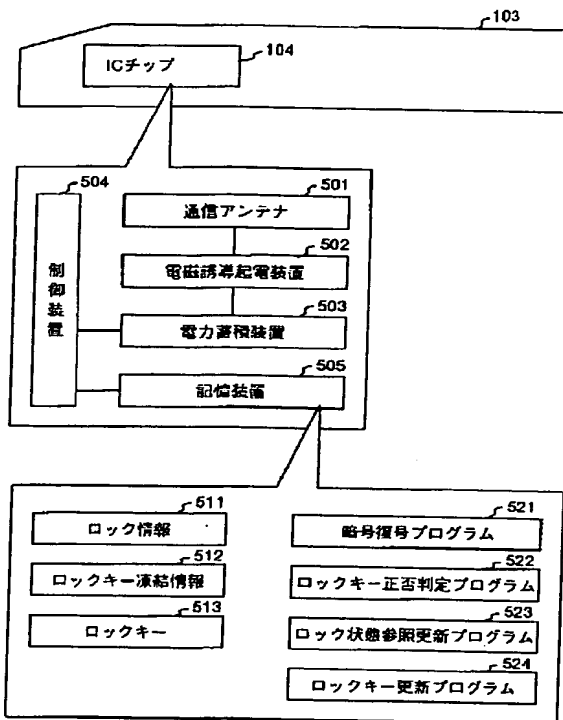 103
104
ICチップ
504
501
通信アンテナ
502
電磁誘導起電装置
制御装置
503
電力蓄積装置
505
記憶装置
511
ロック情報
512
ロックキー凍結情報
513
ロックキー
521
暗号復号プログラム
522
ロックキー正否判定プログラム
523
ロック状態参照更新プログラム
524
ロックキー更新プログラム